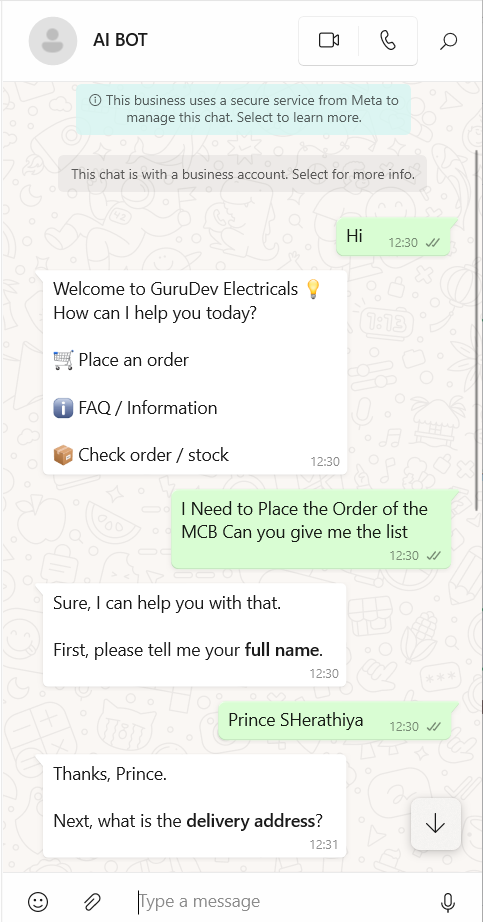 AI BOT
This business uses a secure service from Meta to
manage this chat. Select to learn more.
This chat is with a business account. Select for more info.
Hi
12:30
Welcome to GuruDev Electricals 💡
How can I help you today?
🛒 Place an order
ℹ️ FAQ / Information
📦 Check order / stock
12:30
I Need to Place the Order of the
MCB Can you give me the list
12:30
Sure, I can help you with that.
First, please tell me your full name.
12:30
Prince SHerathiya
12:30
Thanks, Prince.
Next, what is the delivery address?
12:31
Type a message